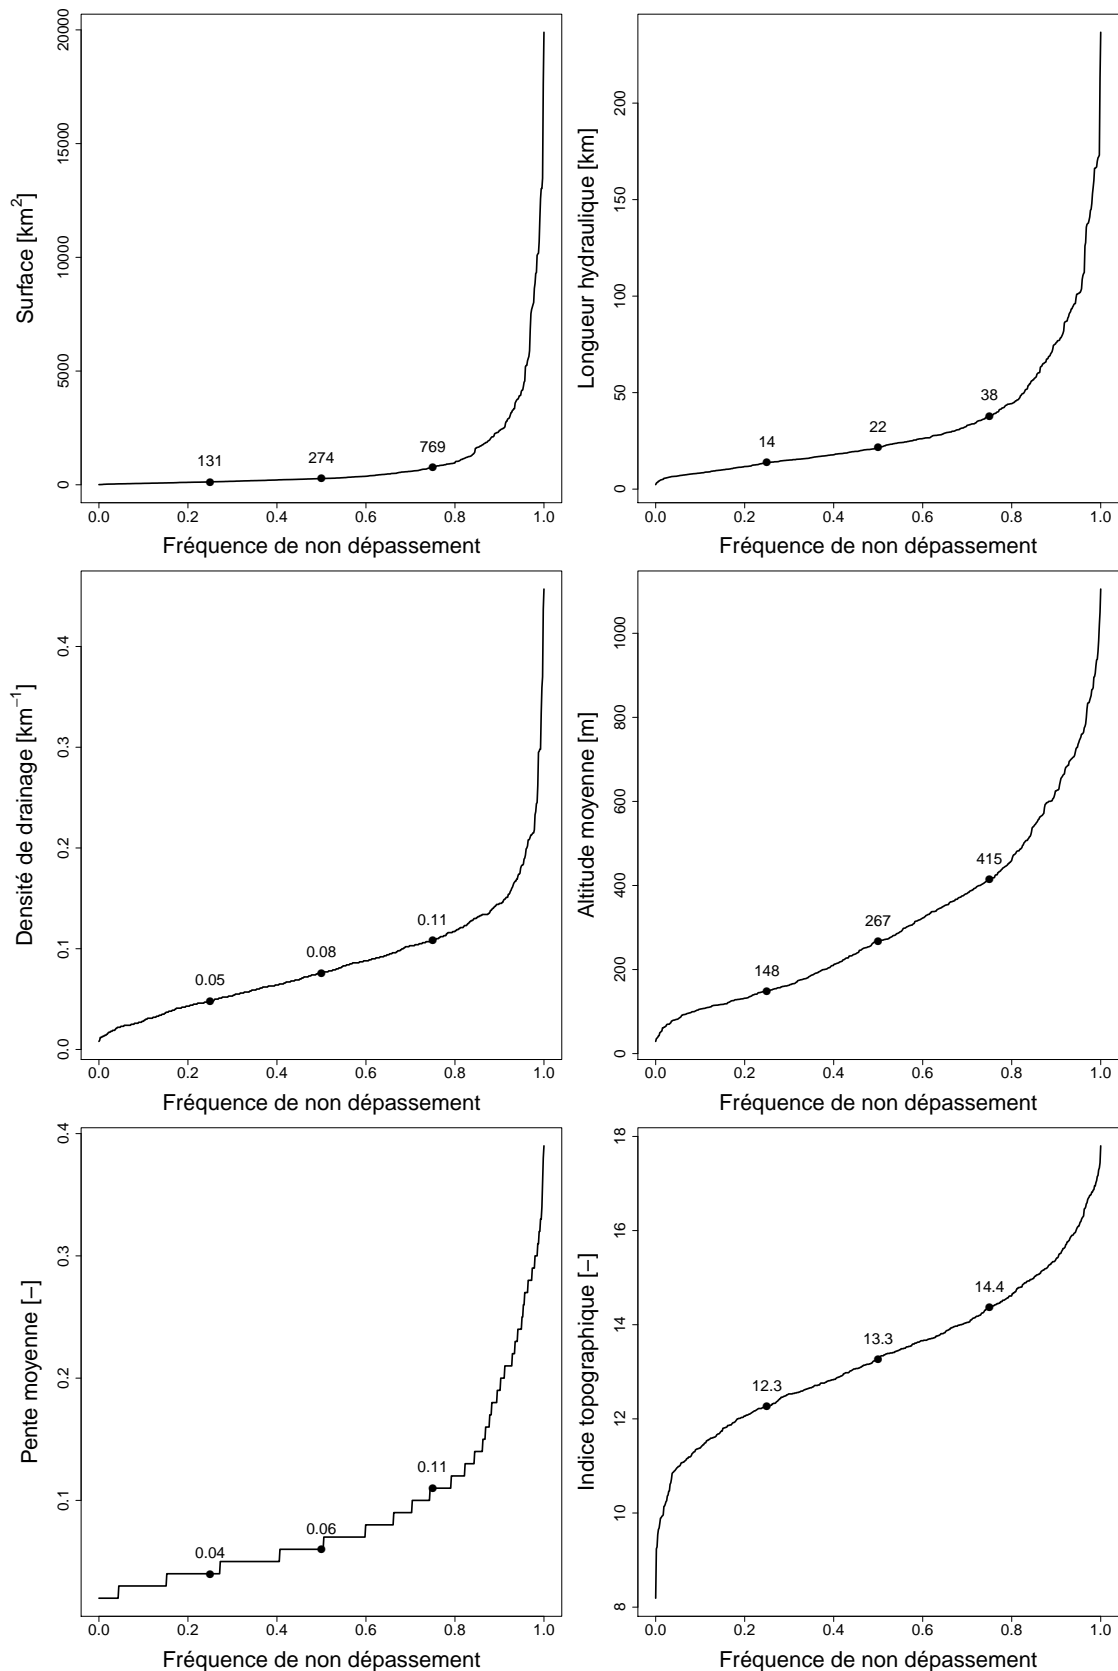 Surface [km²]
20000
15000
10000
5000
0
131
274
769
0.0 0.2 0.4 0.6 0.8 1.0
Fréquence de non dépassement
Longueur hydraulique [km]
200
150
100
50
0
14
22
38
0.0 0.2 0.4 0.6 0.8 1.0
Fréquence de non dépassement
Densité de drainage [km⁻¹]
0.4
0.3
0.2
0.1
0.0
0.05
0.08
0.11
0.0 0.2 0.4 0.6 0.8 1.0
Fréquence de non dépassement
Altitude moyenne [m]
1000
800
600
400
200
0
148
267
415
0.0 0.2 0.4 0.6 0.8 1.0
Fréquence de non dépassement
Pente moyenne [−]
0.4
0.3
0.2
0.1
0.04
0.06
0.11
0.0 0.2 0.4 0.6 0.8 1.0
Fréquence de non dépassement
Indice topographique [−]
18
16
14
12
10
8
12.3
13.3
14.4
0.0 0.2 0.4 0.6 0.8 1.0
Fréquence de non dépassement